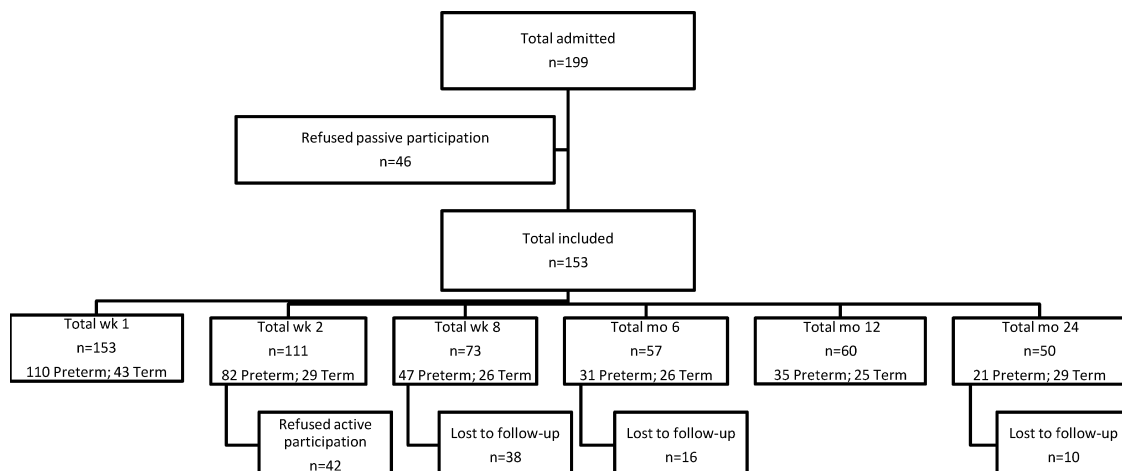 Total admitted
n=199
Refused passive participation
n=46
Total included
n=153
Total wk 1
n=153
110 Preterm; 43 Term
Total wk 2
n=111
82 Preterm; 29 Term
Total wk 8
n=73
47 Preterm; 26 Term
Total mo 6
n=57
31 Preterm; 26 Term
Total mo 12
n=60
35 Preterm; 25 Term
Total mo 24
n=50
21 Preterm; 29 Term
Refused active
participation
n=42
Lost to follow-up
n=38
Lost to follow-up
n=16
Lost to follow-up
n=10